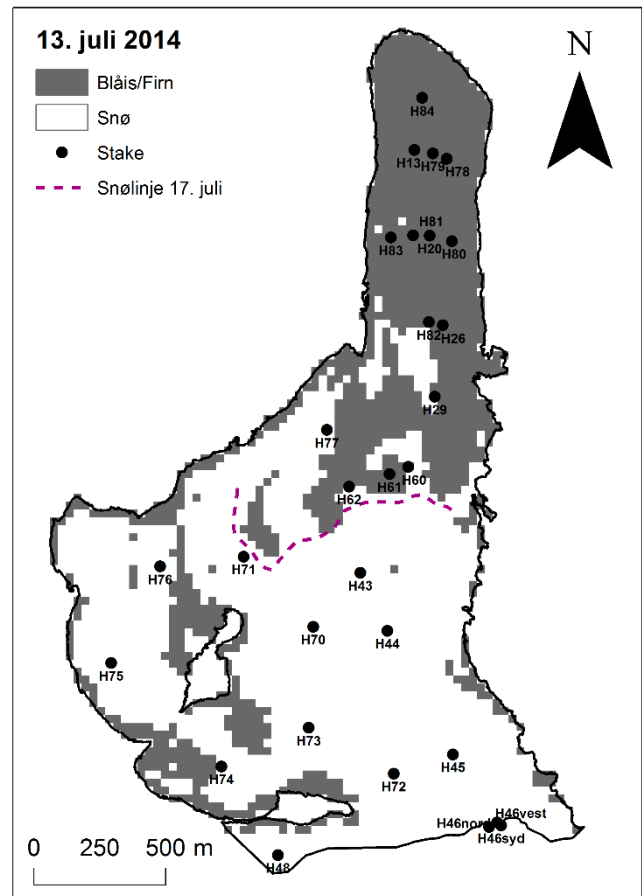 13. juli 2014
N
Blåis/Firn
Snø
Stake
Snølinje 17. juli
H84
H13 H79 H78
H81
H83 H20 H80
H82 H26
H29
H77
H61 H60
H62
H71
H76 H43
H70 H44
H75
H73
H74 H72 H45
H46nord H46vest
H46syd
H48
0 250 500 m